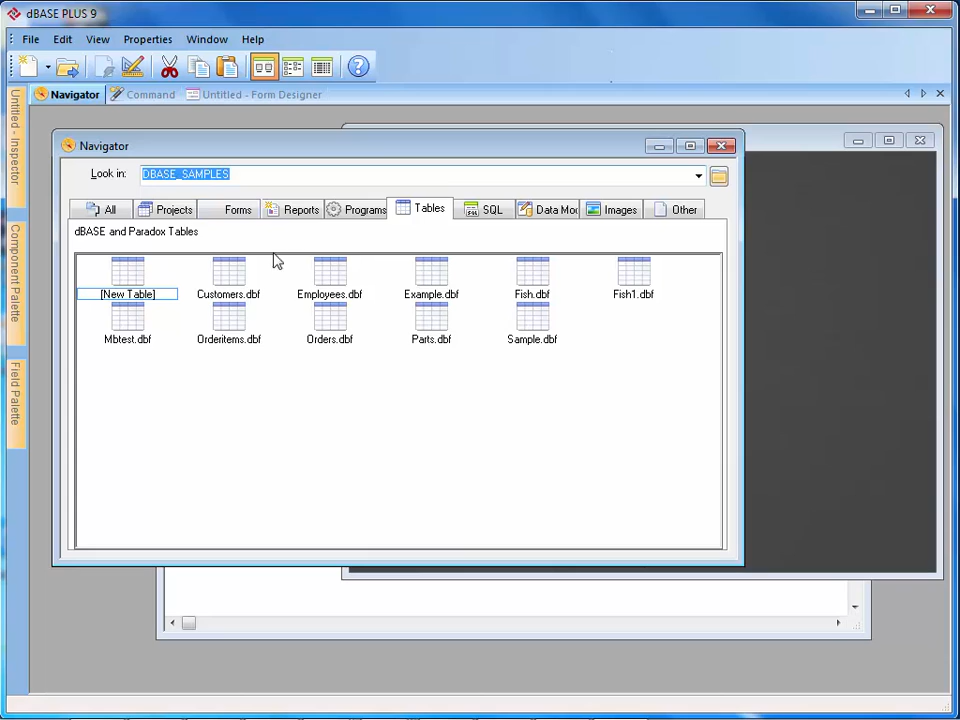 dBASE PLUS 9
File Edit View Properties Window Help
Navigator Command Untitled - Form Designer
Untitled - Inspector
Component Palette
Field Palette
Navigator
Look in: DBASE_SAMPLES
All Projects Forms Reports Programs Tables SQL Data Mod Images Other
dBASE and Paradox Tables
[New Table] Customers.dbf Employees.dbf Example.dbf Fish.dbf Fish1.dbf
Mbtest.dbf Orderitems.dbf Orders.dbf Parts.dbf Sample.dbf